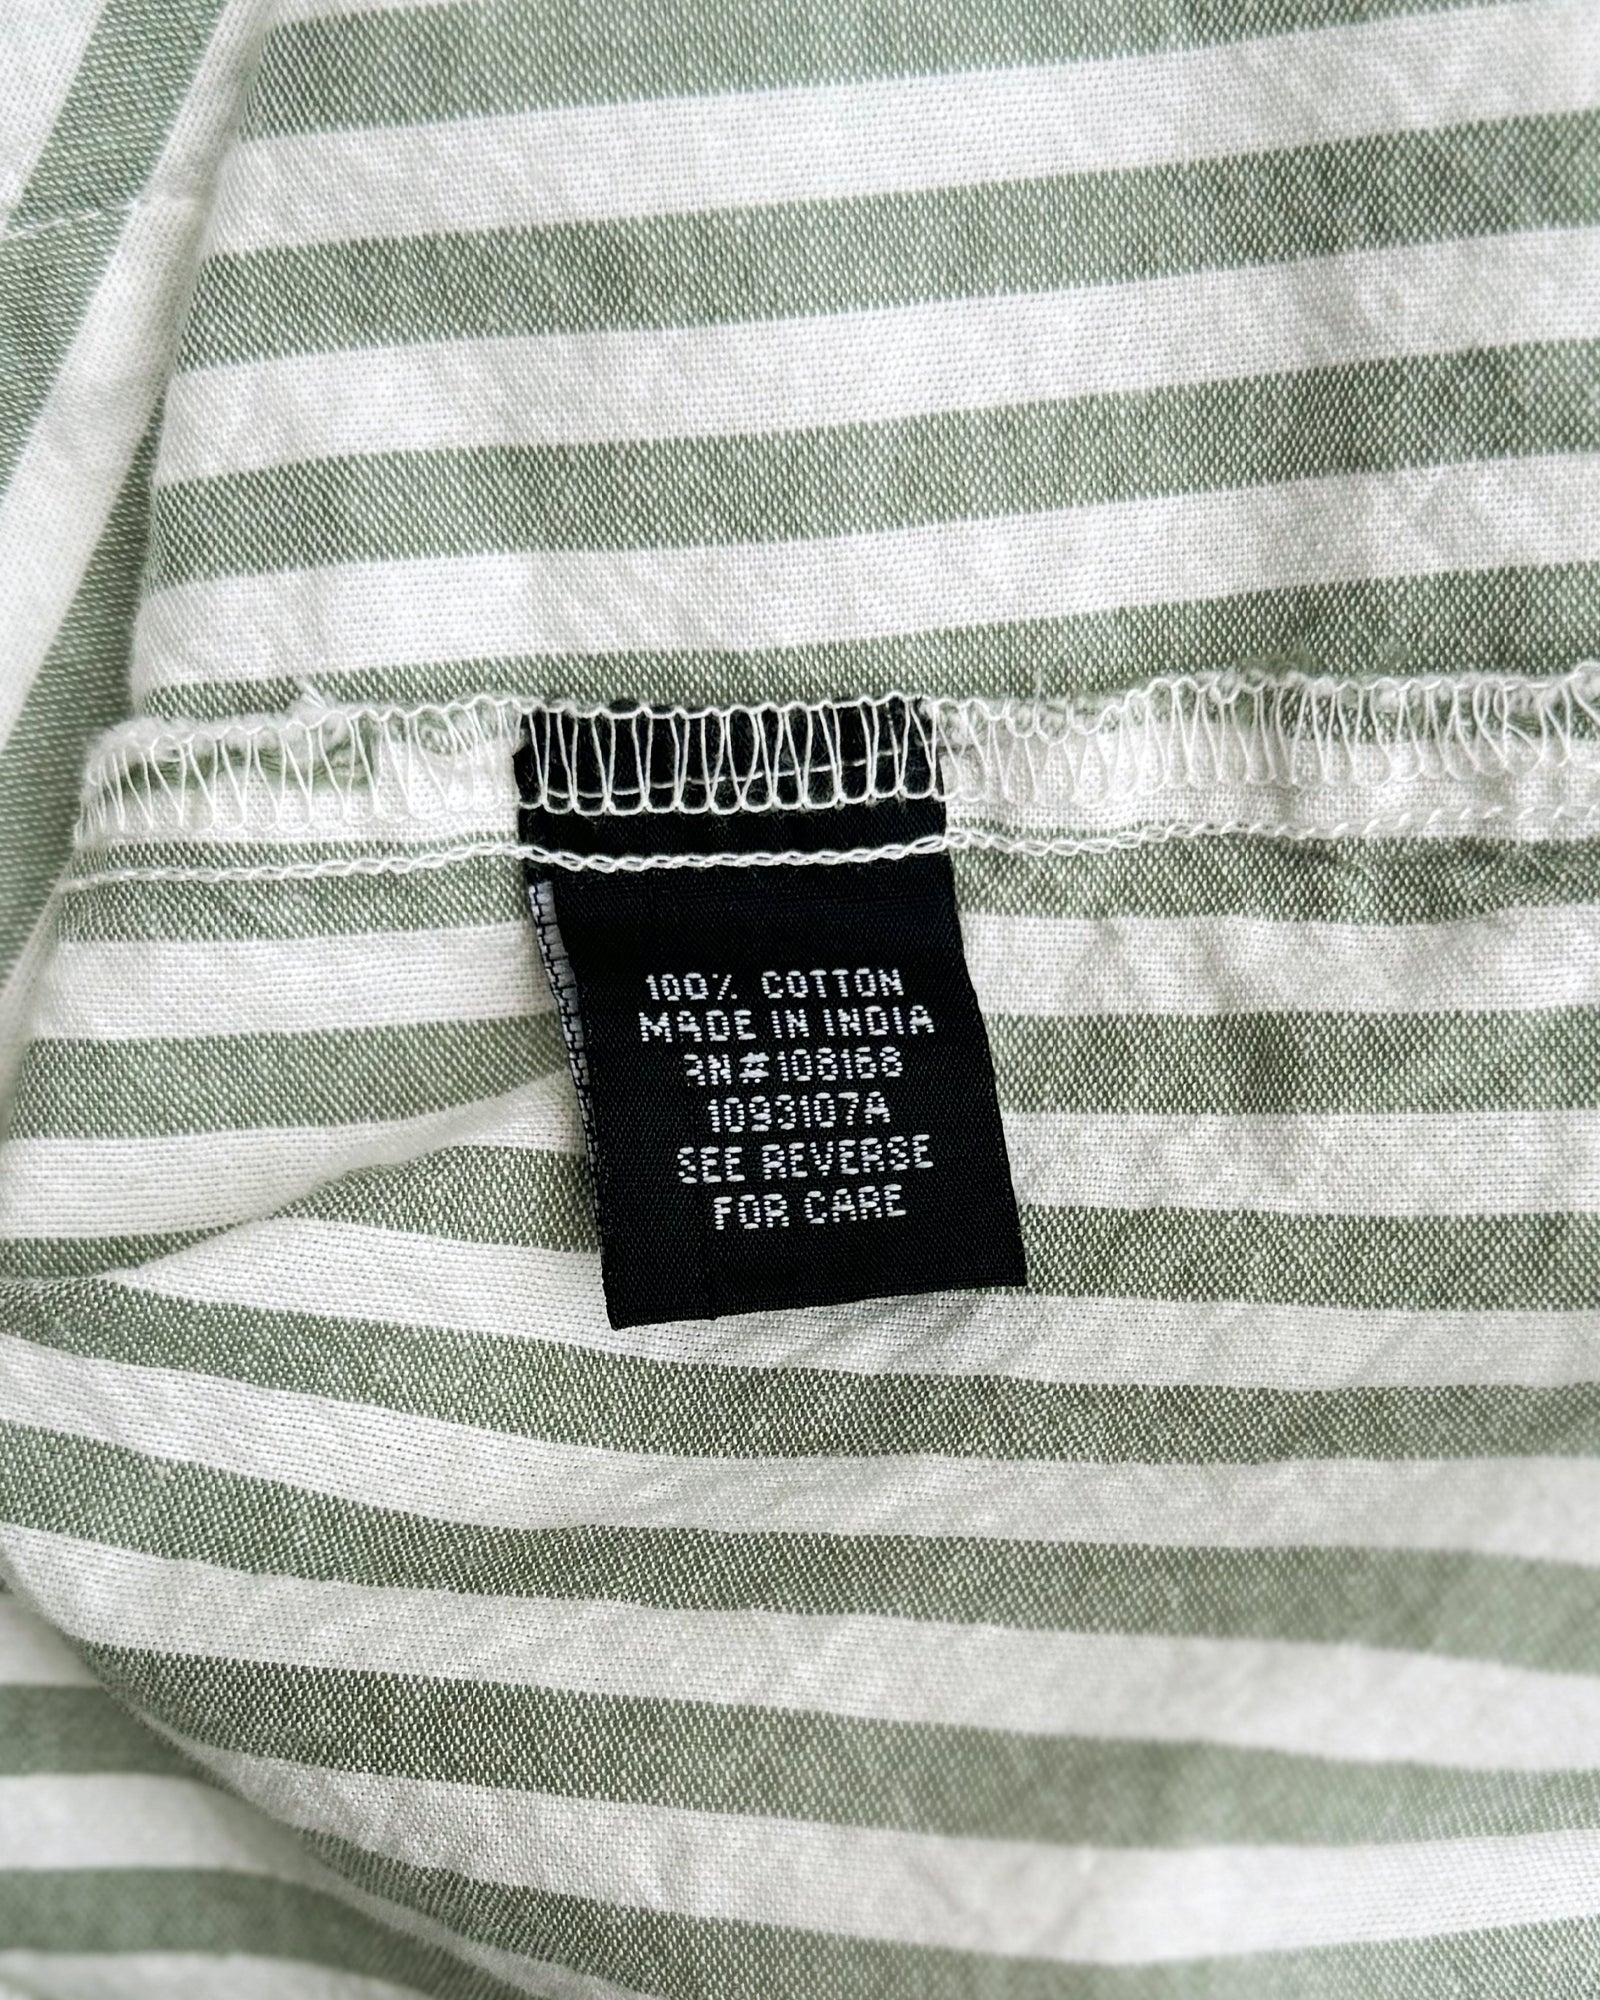 100% COTTON
MADE IN INDIA
RN#108168
1093107A
SEE REVERSE
FOR CARE